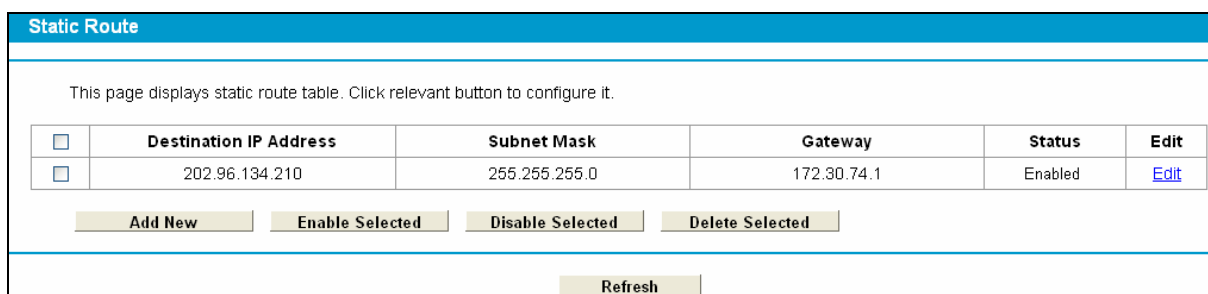 Static Route
This page displays static route table. Click relevant button to configure it.
Destination IP Address Subnet Mask Gateway Status Edit
202.96.134.210 255.255.255.0 172.30.74.1 Enabled Edit
Add New Enable Selected Disable Selected Delete Selected
Refresh